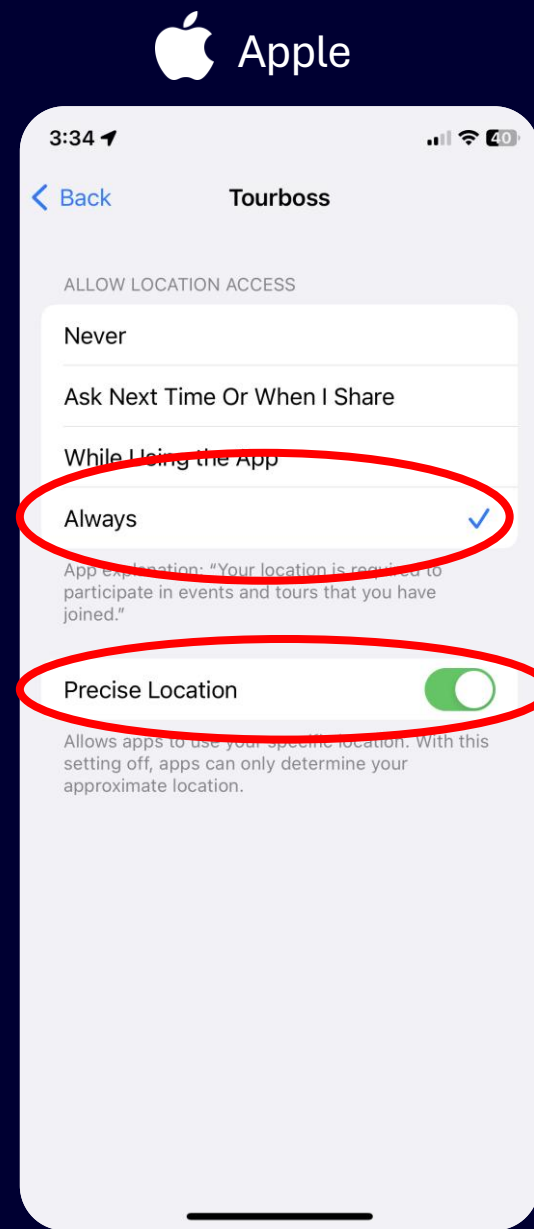 Apple
3:34
40
Back
Tourboss
ALLOW LOCATION ACCESS
Never
Ask Next Time Or When I Share
While Using the App
Always
App explanation: “Your location is required to
participate in events and tours that you have
joined.”
Precise Location
Allows apps to use your specific location. With this
setting off, apps can only determine your
approximate location.